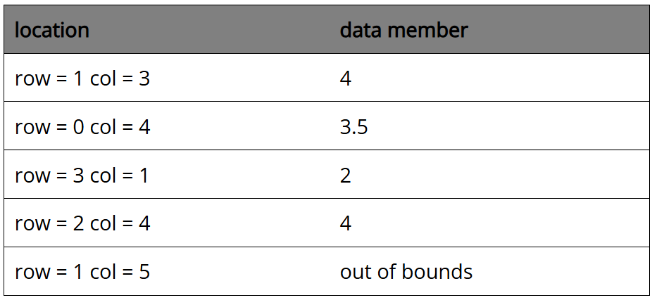 location data member
row = 1 col = 3 4
row = 0 col = 4 3.5
row = 3 col = 1 2
row = 2 col = 4 4
row = 1 col = 5 out of bounds